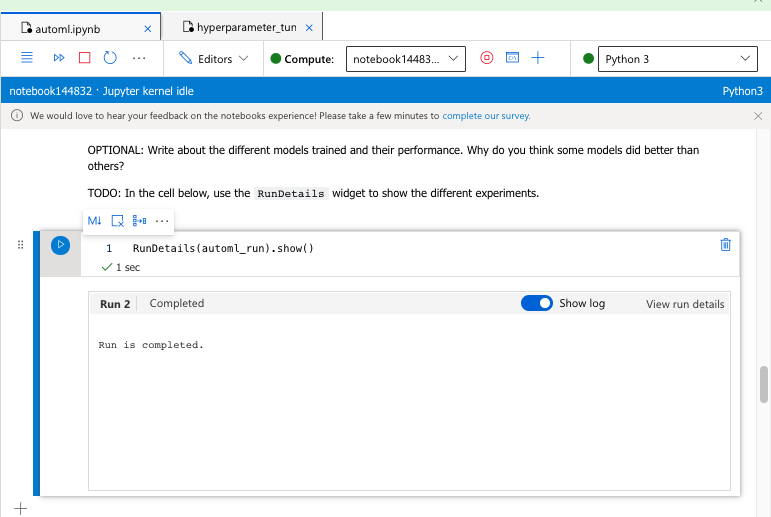 automl.ipynb
hyperparameter_tun
Editors
Compute:
notebook14483...
Python 3
notebook144832 · Jupyter kernel idle
Python3
We would love to hear your feedback on the notebooks experience! Please take a few minutes to complete our survey.
OPTIONAL: Write about the different models trained and their performance. Why do you think some models did better than
others?
TODO: In the cell below, use the RunDetails widget to show the different experiments.
M↓
1 RunDetails(automl_run).show()
1 sec
Run 2 Completed
Show log
View run details
Run is completed.